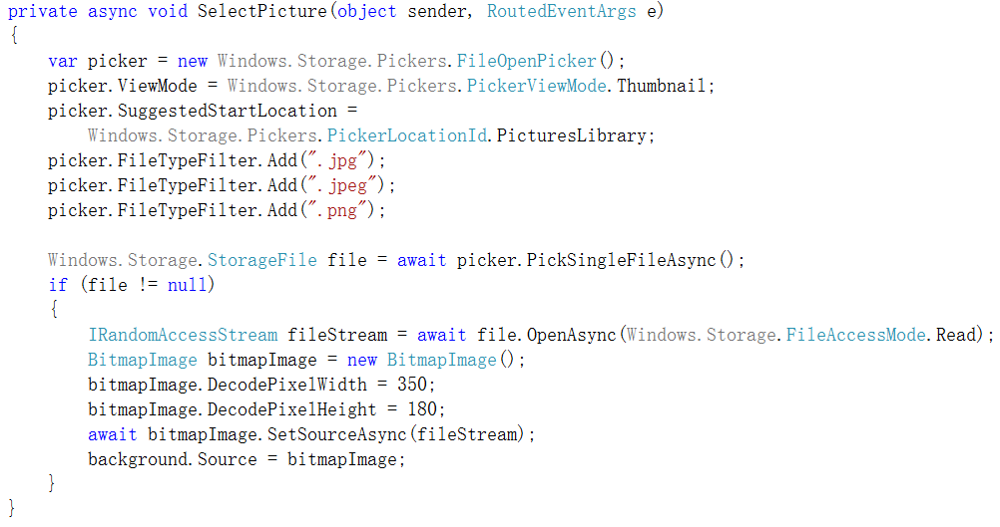 private async void SelectPicture(object sender, RoutedEventArgs e)
{
    var picker = new Windows.Storage.Pickers.FileOpenPicker();
    picker.ViewMode = Windows.Storage.Pickers.PickerViewMode.Thumbnail;
    picker.SuggestedStartLocation =
        Windows.Storage.Pickers.PickerLocationId.PicturesLibrary;
    picker.FileTypeFilter.Add(".jpg");
    picker.FileTypeFilter.Add(".jpeg");
    picker.FileTypeFilter.Add(".png");

    Windows.Storage.StorageFile file = await picker.PickSingleFileAsync();
    if (file != null)
    {
        IRandomAccessStream fileStream = await file.OpenAsync(Windows.Storage.FileAccessMode.Read);
        BitmapImage bitmapImage = new BitmapImage();
        bitmapImage.DecodePixelWidth = 350;
        bitmapImage.DecodePixelHeight = 180;
        await bitmapImage.SetSourceAsync(fileStream);
        background.Source = bitmapImage;
    }
}